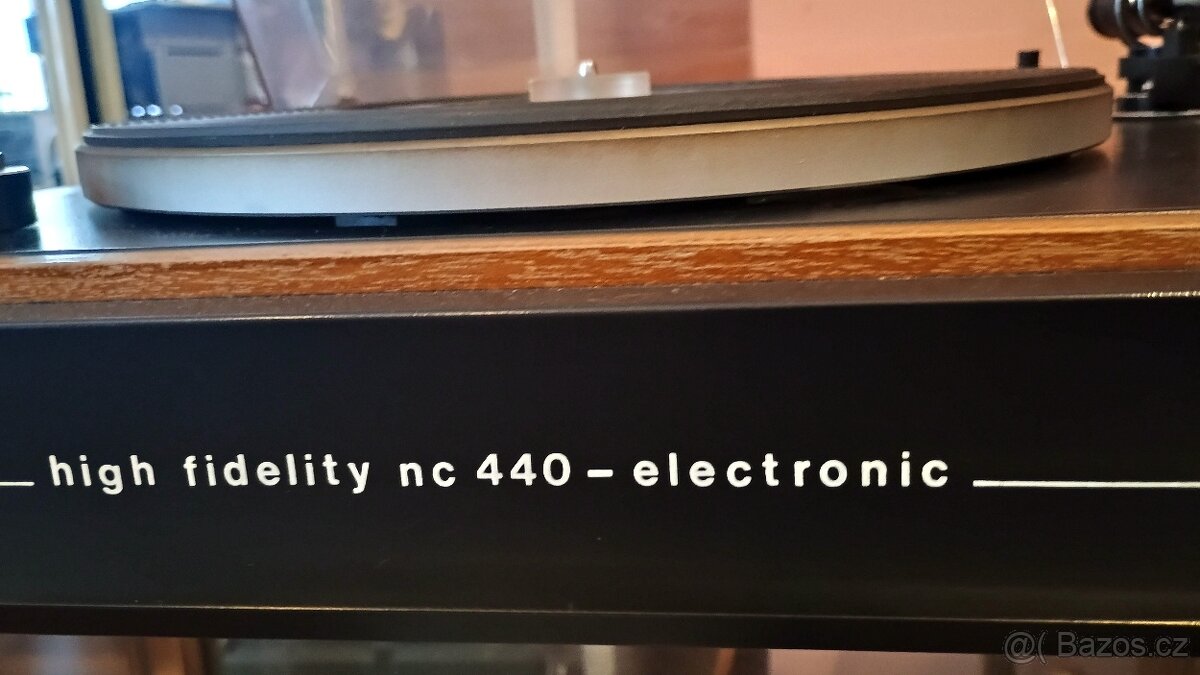 high fidelity nc 440 - electronic
@( Bazos.cz